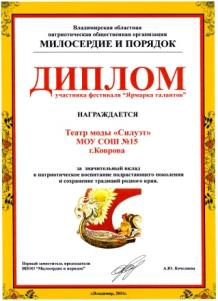 Владимирская областная
патриотическая общественная организация
МИЛОСЕРДИЕ И ПОРЯДОК
ДИПЛОМ
участника фестиваля "Ярмарка талантов"
НАГРАЖДАЕТСЯ
Театр моды «Силуэт»
МОУ СОШ №15
г.Коврова
за значительный вклад
в патриотическое воспитание подрастающего поколения
и сохранение традиций родного края.
Первый заместитель председателя
ВПОО "Милосердие и порядок"
г.Владимир, 2011г.